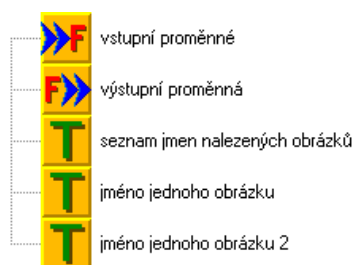 F vstupní proměnné
F výstupní proměnná
T seznam jmen nalezených obrázků
T jméno jednoho obrázku
T jméno jednoho obrázku 2